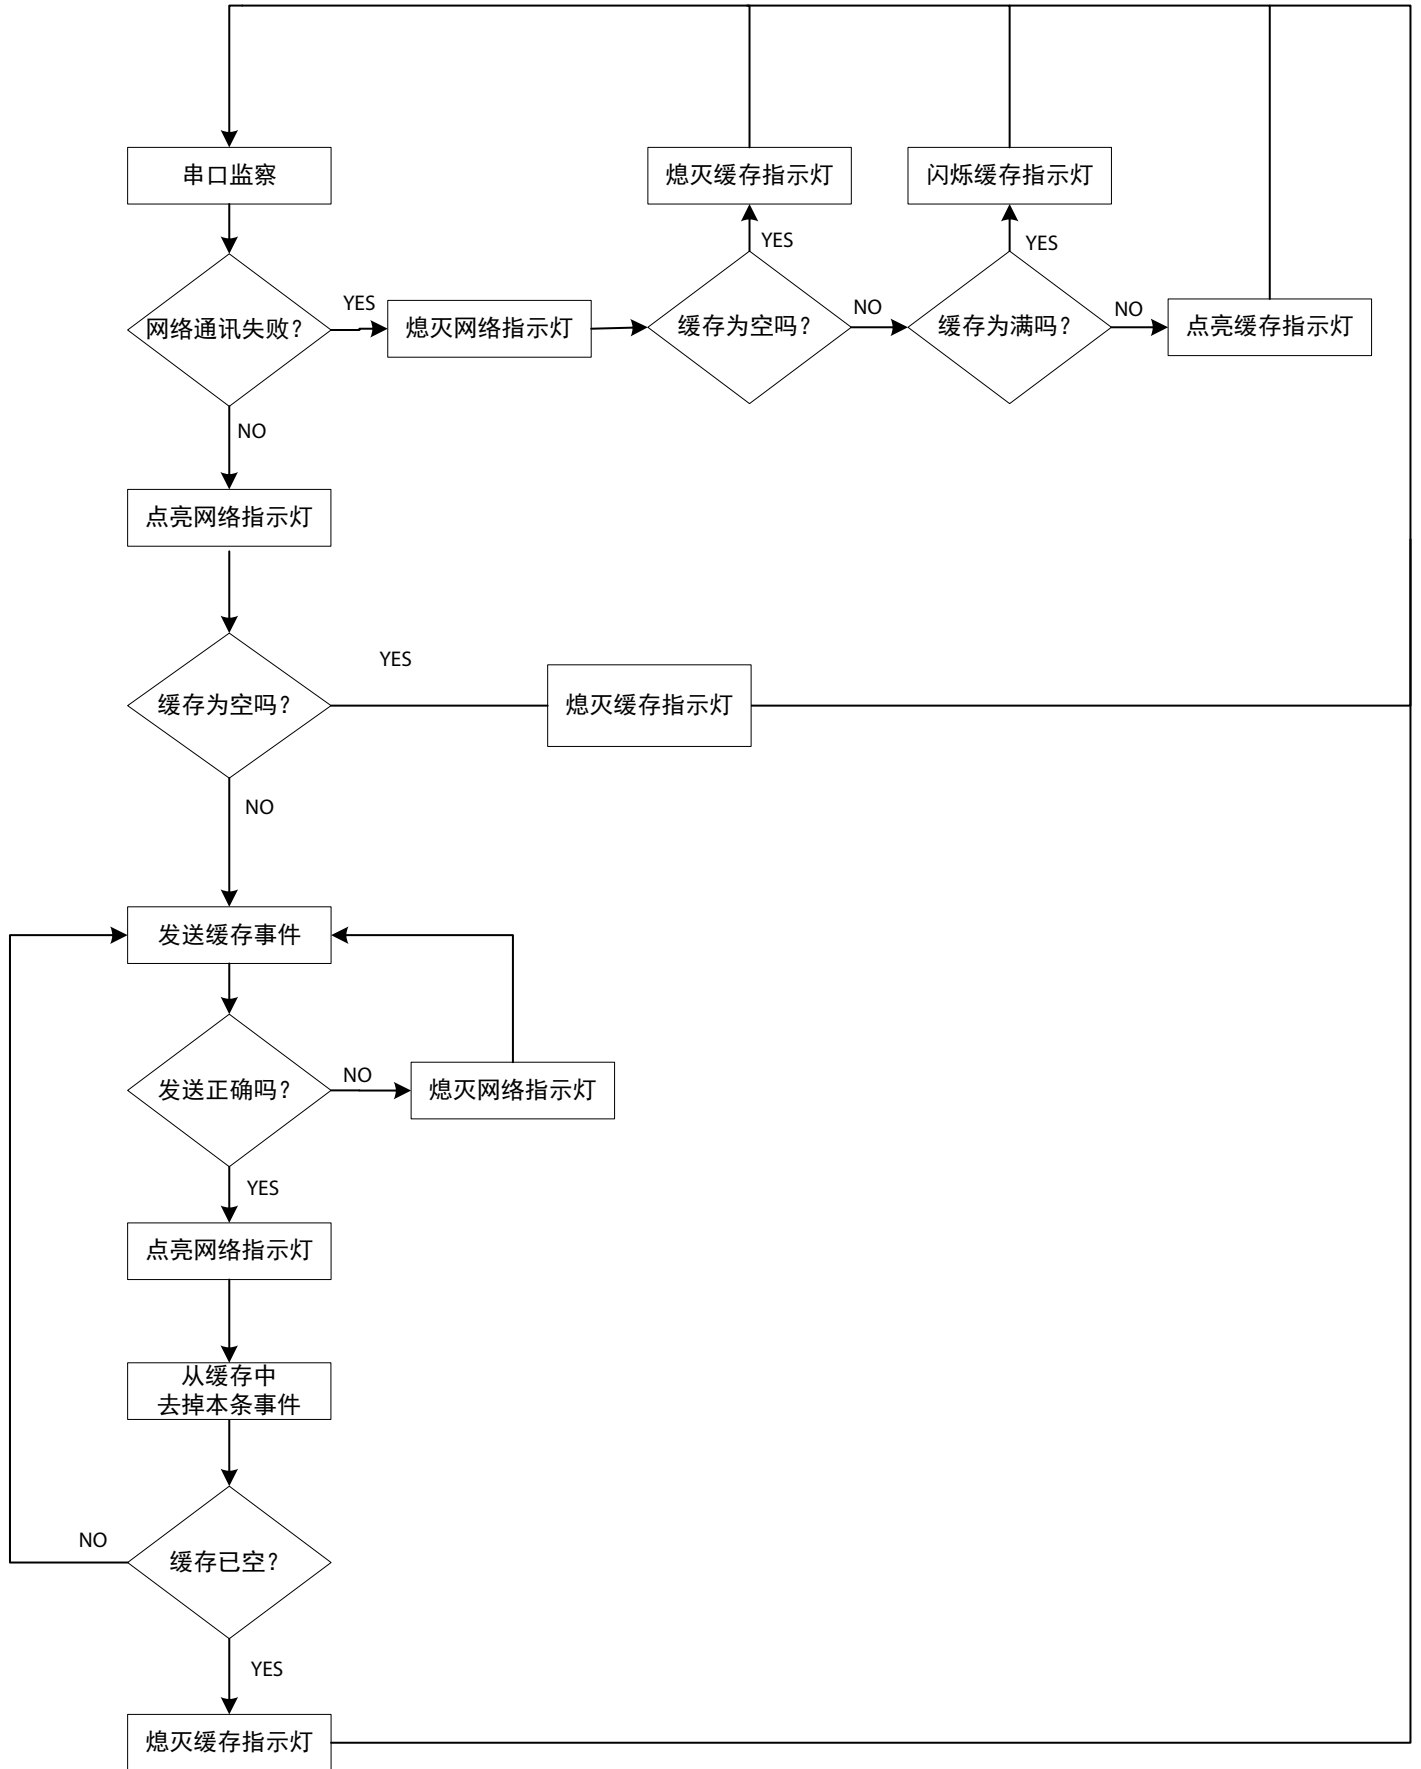 串口监察
熄灭缓存指示灯
闪烁缓存指示灯
YES
YES
网络通讯失败?
YES
熄灭网络指示灯
缓存为空吗?
NO
缓存为满吗?
NO
点亮缓存指示灯
NO
点亮网络指示灯
缓存为空吗?
YES
熄灭缓存指示灯
NO
发送缓存事件
发送正确吗?
NO
熄灭网络指示灯
YES
点亮网络指示灯
从缓存中
去掉本条事件
缓存已空?
NO
YES
熄灭缓存指示灯